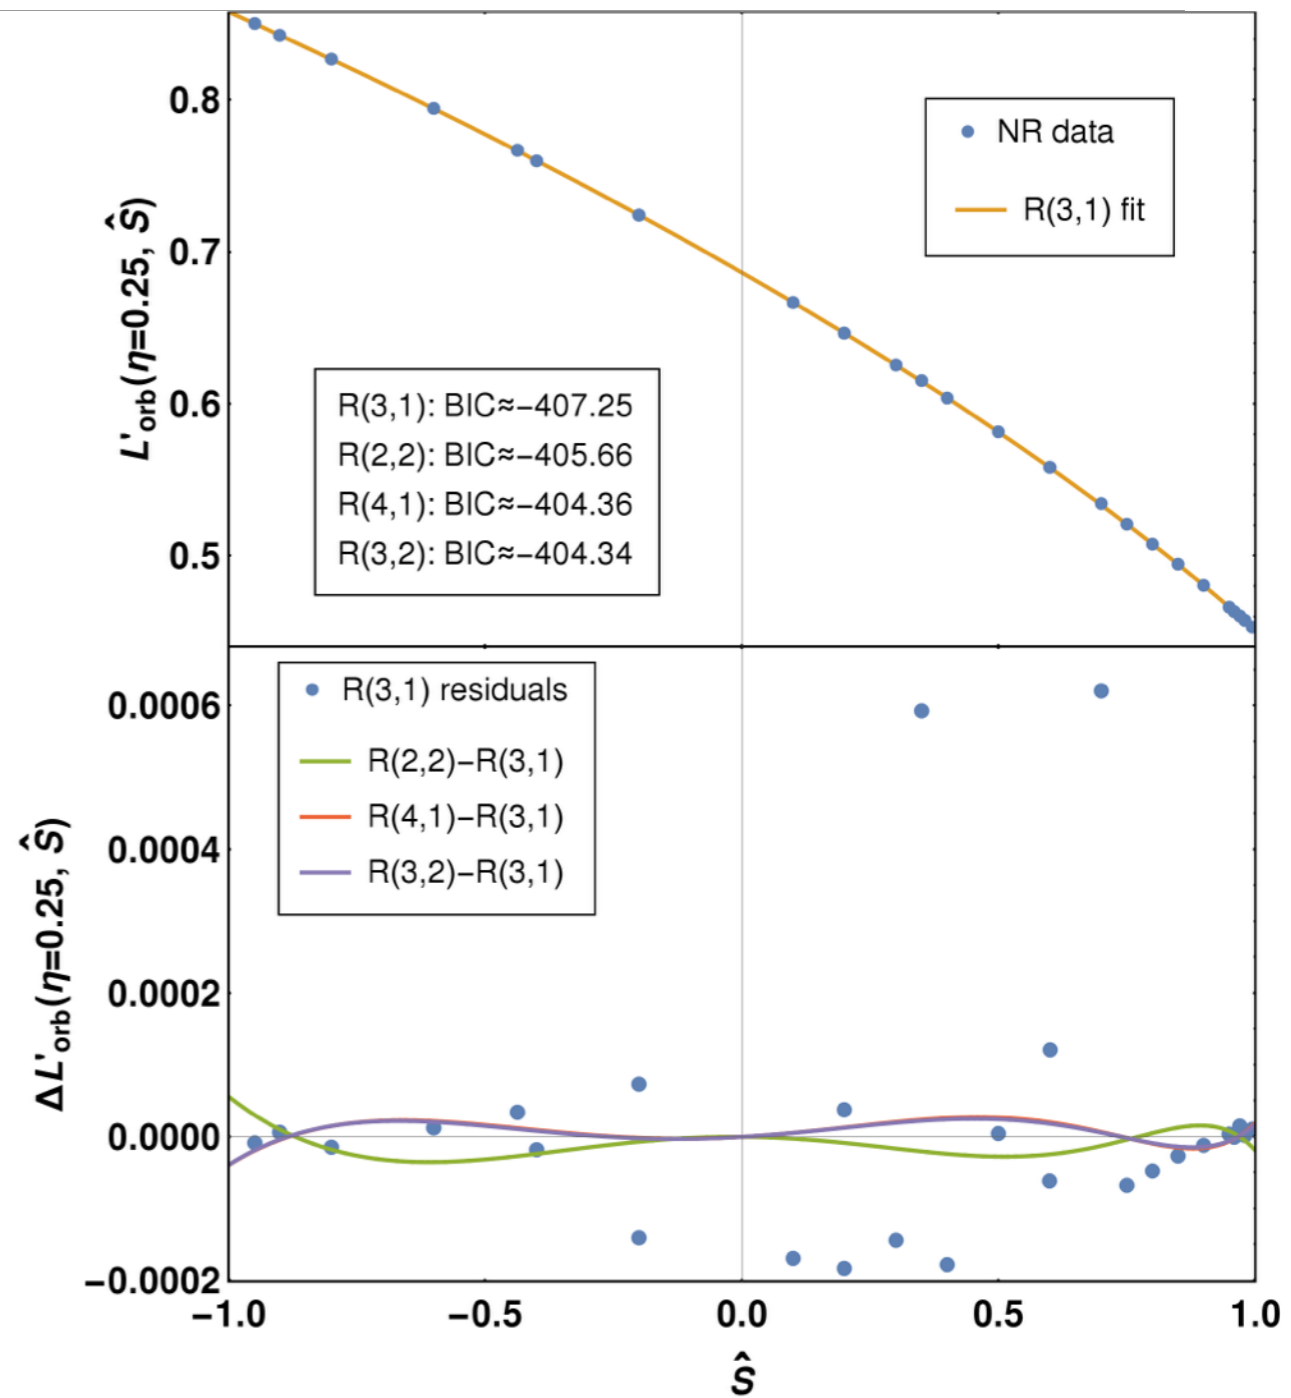 L'orb(η=0.25, Ŝ)
0.8
0.7
0.6
0.5
NR data
R(3,1) fit
R(3,1): BIC≈−407.25
R(2,2): BIC≈−405.66
R(4,1): BIC≈−404.36
R(3,2): BIC≈−404.34
ΔL'orb(η=0.25, Ŝ)
0.0006
0.0004
0.0002
0.0000
−0.0002
R(3,1) residuals
R(2,2)−R(3,1)
R(4,1)−R(3,1)
R(3,2)−R(3,1)
−1.0 −0.5 0.0 0.5 1.0
Ŝ